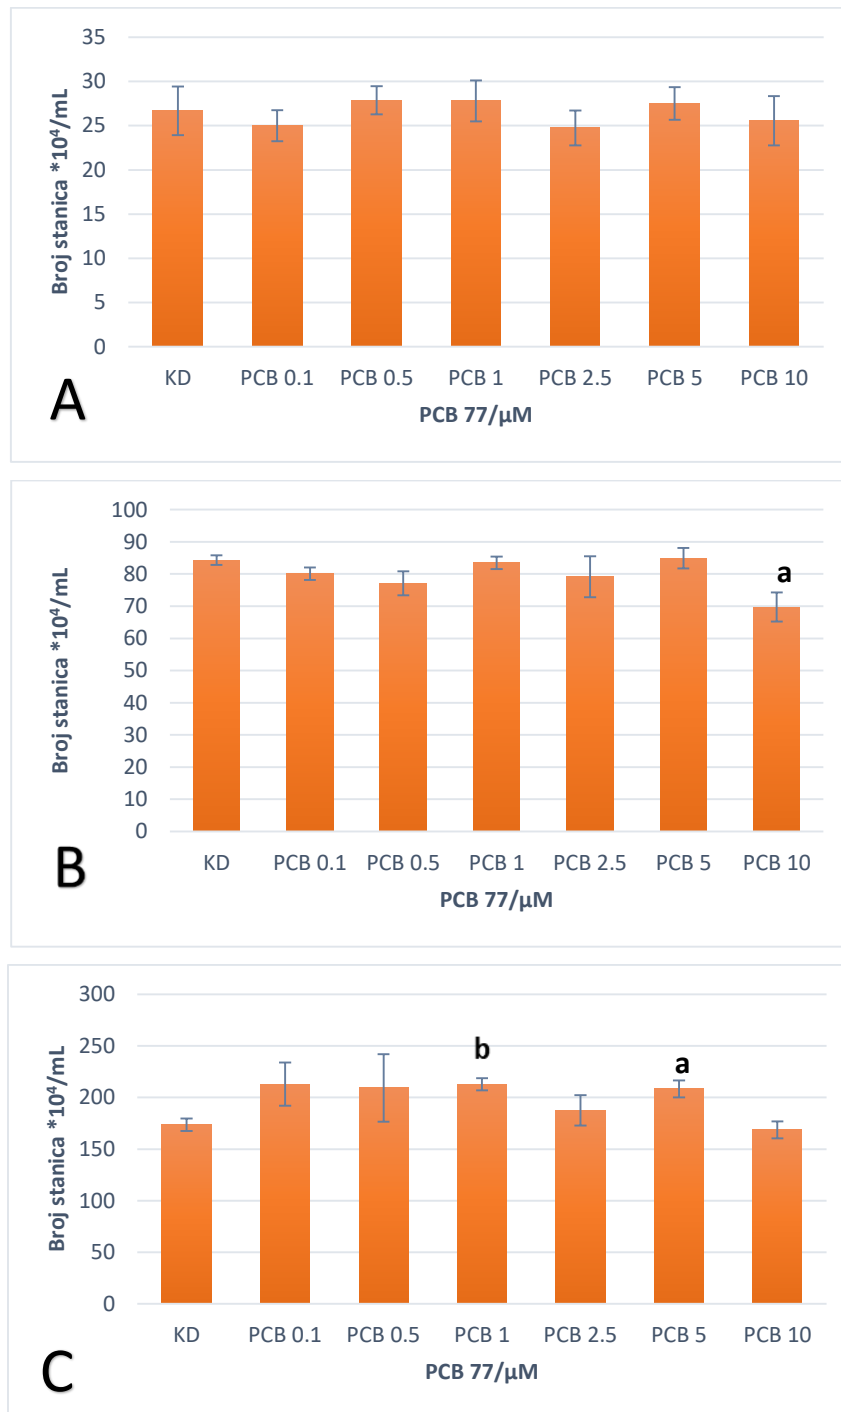 35
30
25
20
15
10
5
0
Broj stanica *10⁴/mL
KD PCB 0.1 PCB 0.5 PCB 1 PCB 2.5 PCB 5 PCB 10
PCB 77/µM
A
100
90
80
70
60
50
40
30
20
10
0
Broj stanica *10⁴/mL
a
KD PCB 0.1 PCB 0.5 PCB 1 PCB 2.5 PCB 5 PCB 10
PCB 77/µM
B
300
250
200
150
100
50
0
Broj stanica *10⁴/mL
b
a
KD PCB 0.1 PCB 0.5 PCB 1 PCB 2.5 PCB 5 PCB 10
PCB 77/µM
C